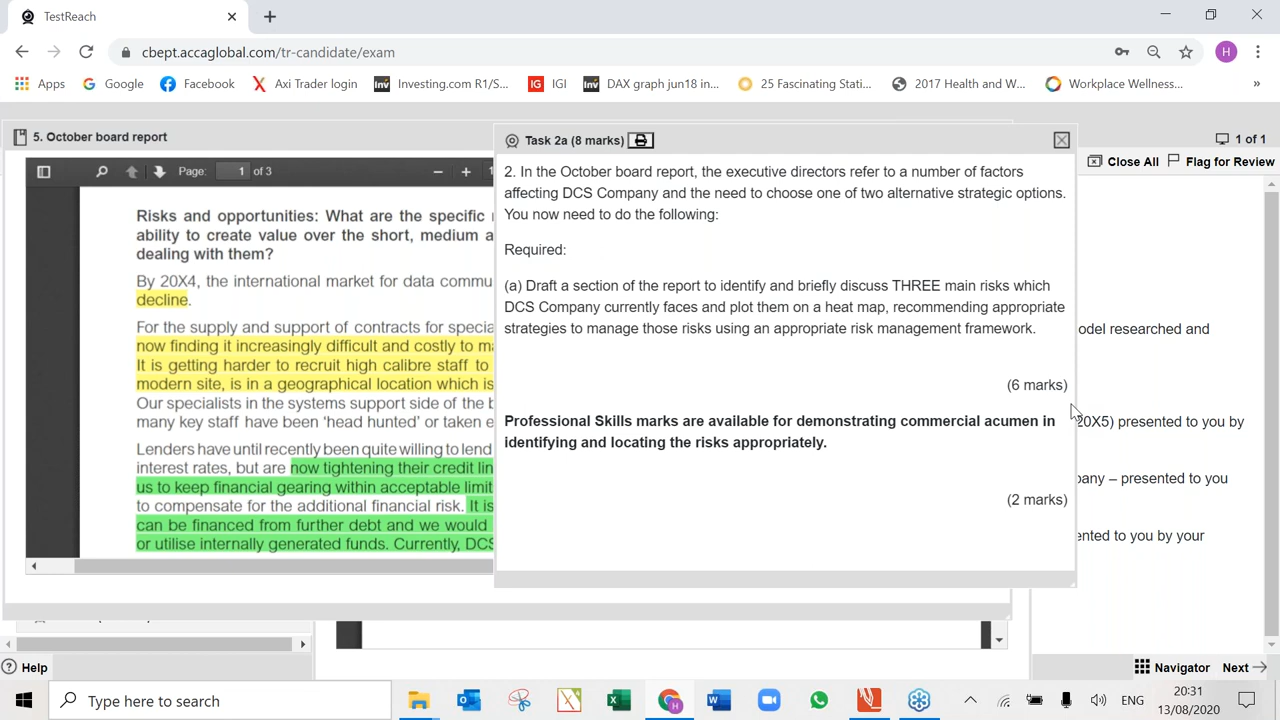 TestReach
cbept.accaglobal.com/tr-candidate/exam
Apps
Google
Facebook
Axi Trader login
Investing.com R1/S...
IGI
DAX graph jun18 in...
25 Fascinating Stati...
2017 Health and W...
Workplace Wellness...
»
5. October board report
1 of 1
Close All
Flag for Review
Page: 1 of 3
Risks and opportunities: What are the specific
ability to create value over the short, medium
dealing with them?
By 20X4, the international market for data
decline.
For the supply and support of contracts for
now finding it increasingly difficult and costly to
It is getting harder to recruit high calibre staff to
modern site, is in a geographical location which is
Our specialists in the systems support side of the
many key staff have been 'head hunted' or taken
Lenders have until recently been quite willing to lend
interest rates, but are now tightening their credit
us to keep financial gearing within acceptable
to compensate for the additional financial risk. It is
can be financed from further debt and we would
or utilise internally generated funds. Currently, DCS
Task 2a (8 marks)
2. In the October board report, the executive directors refer to a number of factors
affecting DCS Company and the need to choose one of two alternative strategic options.
You now need to do the following:
Required:
(a) Draft a section of the report to identify and briefly discuss THREE main risks which
DCS Company currently faces and plot them on a heat map, recommending appropriate
strategies to manage those risks using an appropriate risk management framework.
(6 marks)
Professional Skills marks are available for demonstrating commercial acumen in
identifying and locating the risks appropriately.
(2 marks)
researched and
20X5) presented to you by
– presented to you
to you by your
Help
Navigator
Next
Type here to search
ENG
20:31
13/08/2020